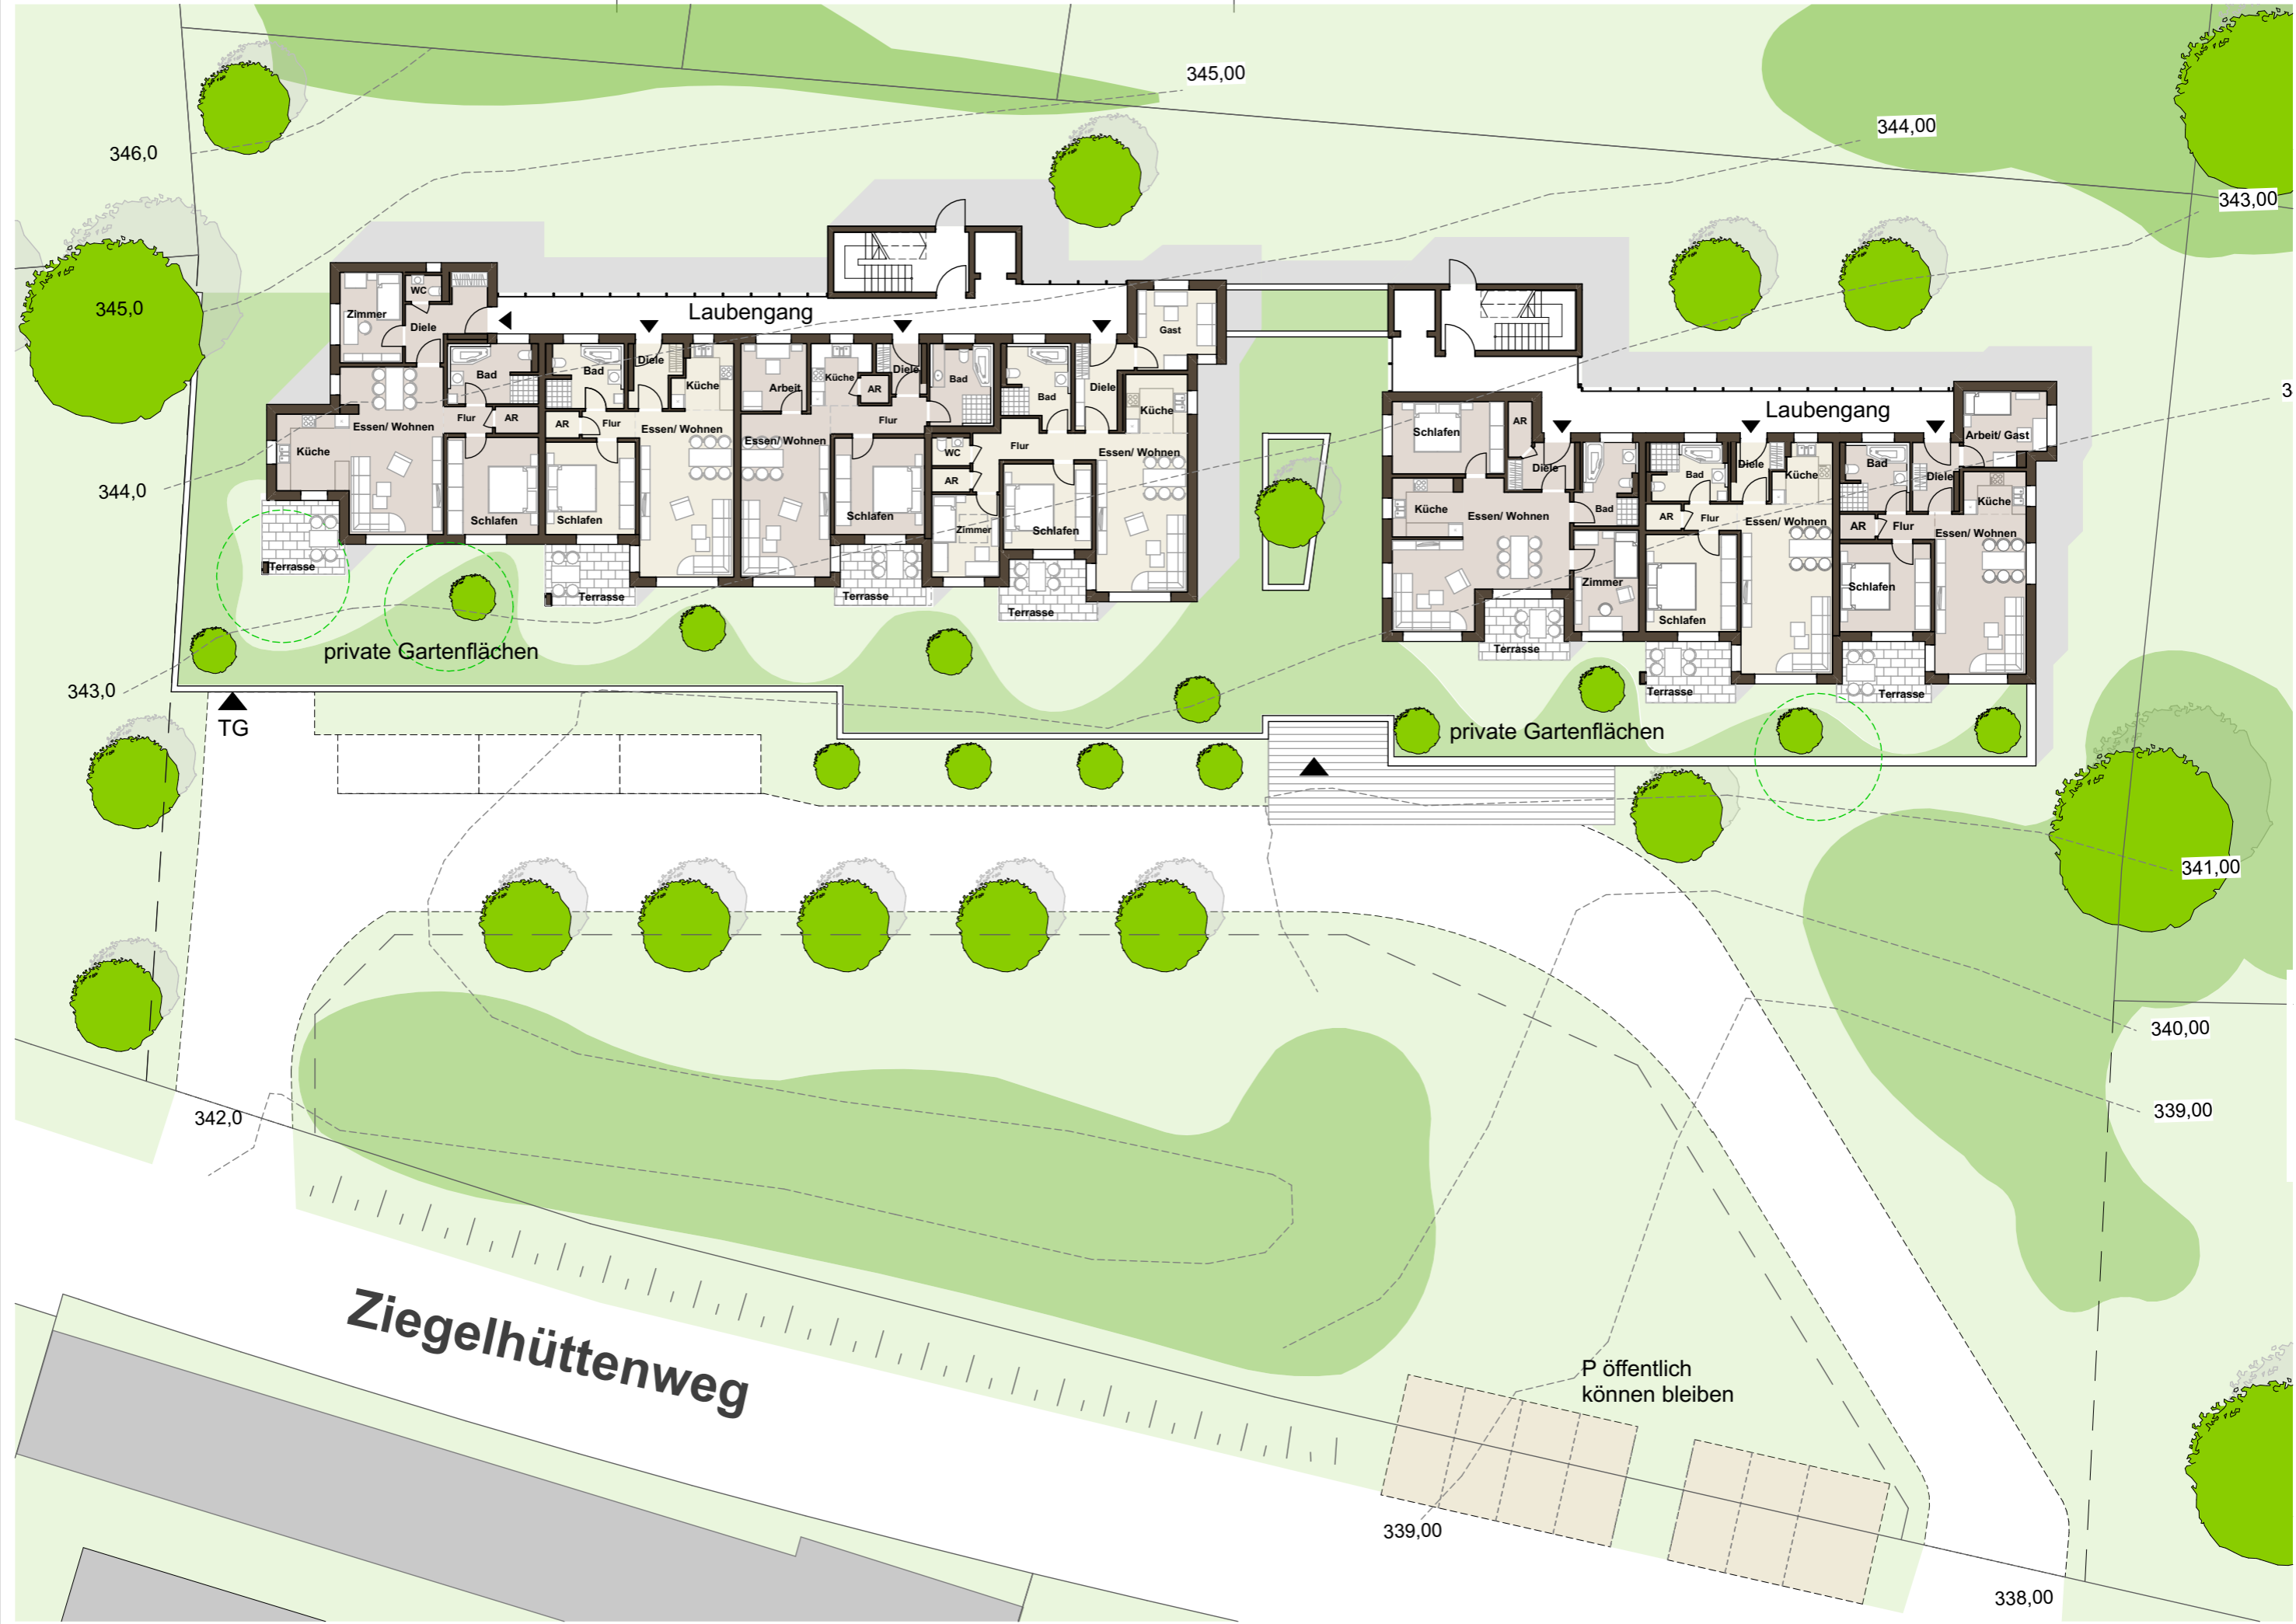 345,00
344,00
346,0
343,00
345,0
Laubengang
Zimmer
WC
Diele
Gast
Bad
Bad
Diele
Küche
Arbeit
Küche
AR
Diele
Bad
Bad
Diele
Küche
Essen/ Wohnen
Küche
Flur
AR
AR
Flur
Essen/ Wohnen
Essen/ Wohnen
Flur
WC
AR
Flur
Essen/ Wohnen
Schlafen
Schlafen
Schlafen
Zimmer
Schlafen
Terrasse
Terrasse
Terrasse
Terrasse
3
Laubengang
Schlafen
AR
Diele
Bad
Bad
Diele
Küche
Bad
Diele
Arbeit/ Gast
Küche
Küche
Essen/ Wohnen
AR
Flur
Essen/ Wohnen
AR
Flur
Essen/ Wohnen
Zimmer
Schlafen
Schlafen
Terrasse
Terrasse
Terrasse
344,0
private Gartenflächen
343,0
TG
private Gartenflächen
341,00
340,00
339,00
342,0
Ziegelhüttenweg
P öffentlich
können bleiben
339,00
338,00